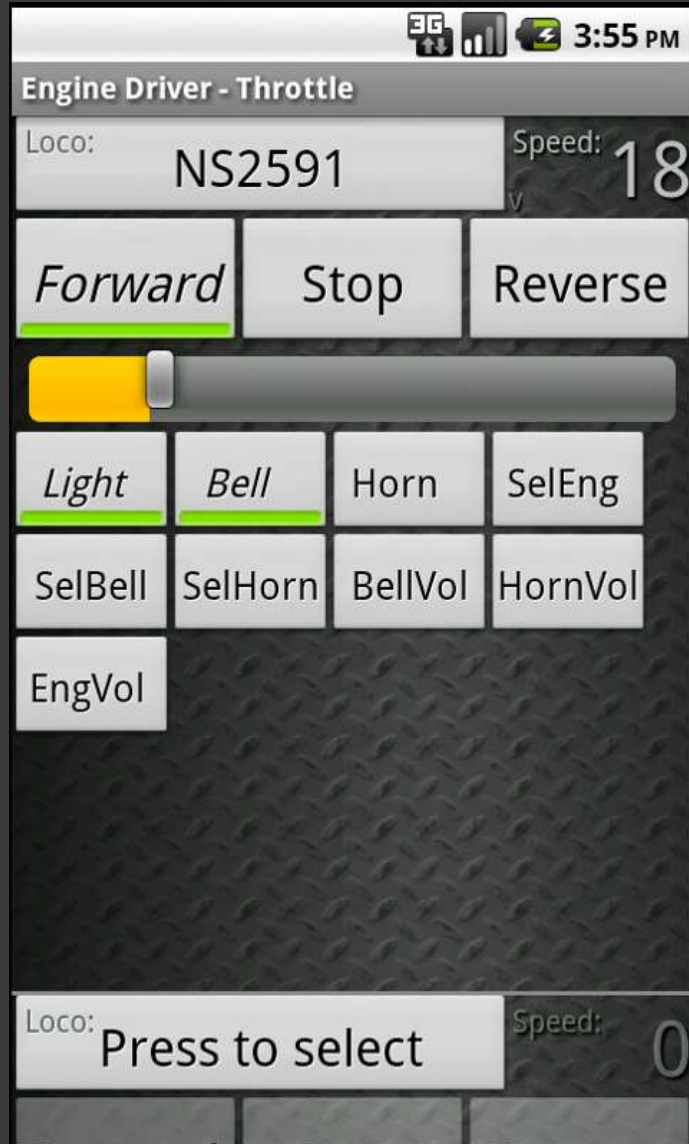 3G 3:55 PM
Engine Driver - Throttle
Loco: NS2591 Speed: 18
v
Forward Stop Reverse
Light Bell Horn SelEng
SelBell SelHorn BellVol HornVol
EngVol
Loco: Press to select Speed: 0